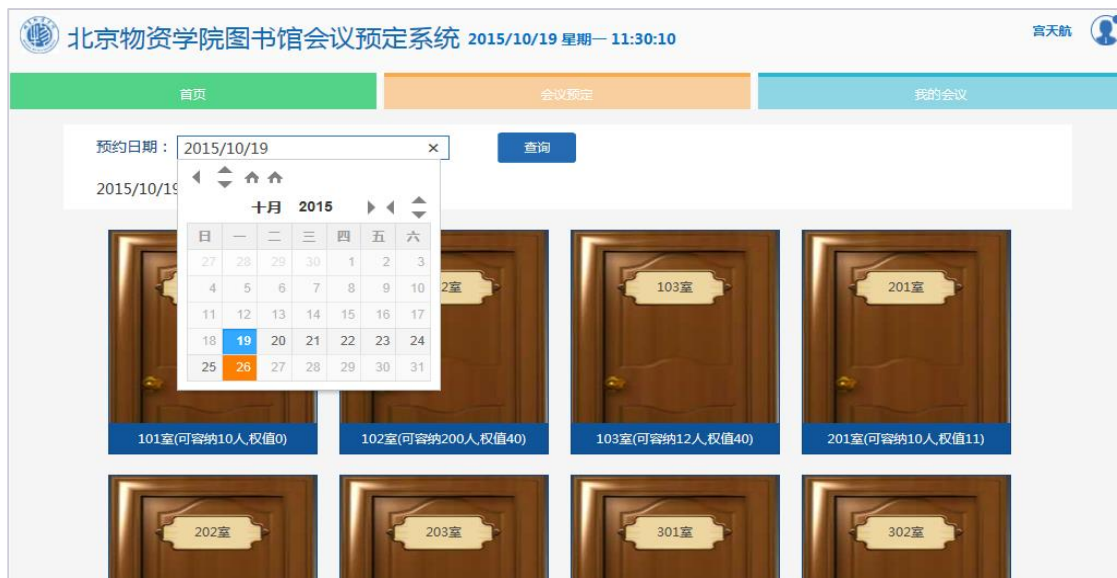 北京物资学院图书馆会议预定系统 2015/10/19 星期一 11:30:10
宫天航
首页 会议预定 我的会议
预约日期： 2015/10/19 × 查询
2015/10/19
十月 2015
日 一 二 三 四 五 六
27 28 29 30 1 2 3
4 5 6 7 8 9 10
11 12 13 14 15 16 17
18 19 20 21 22 23 24
25 26 27 28 29 30 31
2室 103室 201室
101室(可容纳10人,权值0) 102室(可容纳200人,权值40) 103室(可容纳12人,权值40) 201室(可容纳10人,权值11)
202室 203室 301室 302室